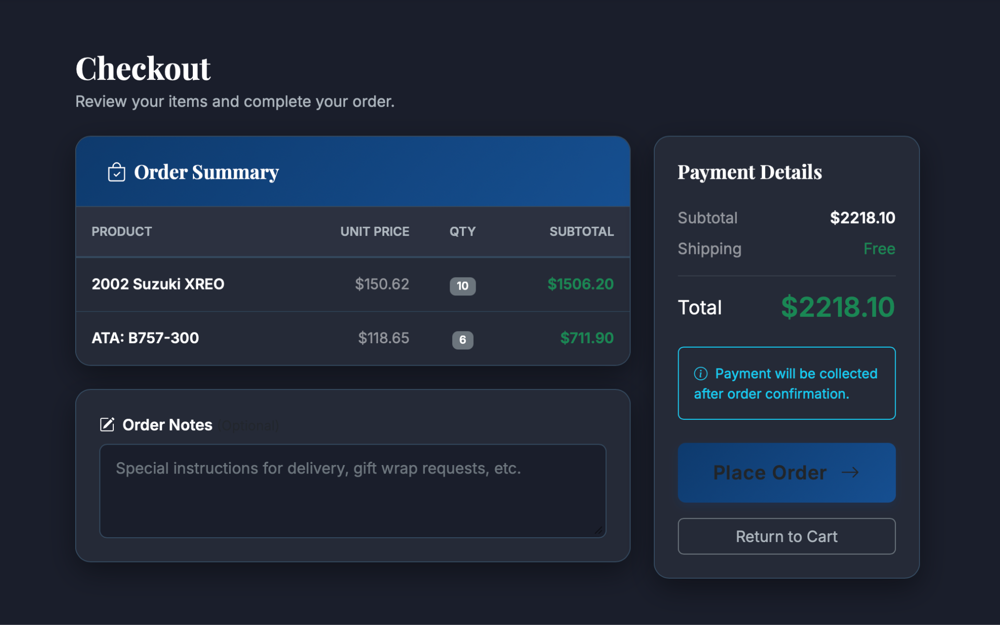 Checkout
Review your items and complete your order.
Order Summary
PRODUCT UNIT PRICE QTY SUBTOTAL
2002 Suzuki XREO $150.62 10 $1506.20
ATA: B757-300 $118.65 6 $711.90
Order Notes (Optional)
Special instructions for delivery, gift wrap requests, etc.
Payment Details
Subtotal $2218.10
Shipping Free
Total $2218.10
Payment will be collected
after order confirmation.
Place Order →
Return to Cart